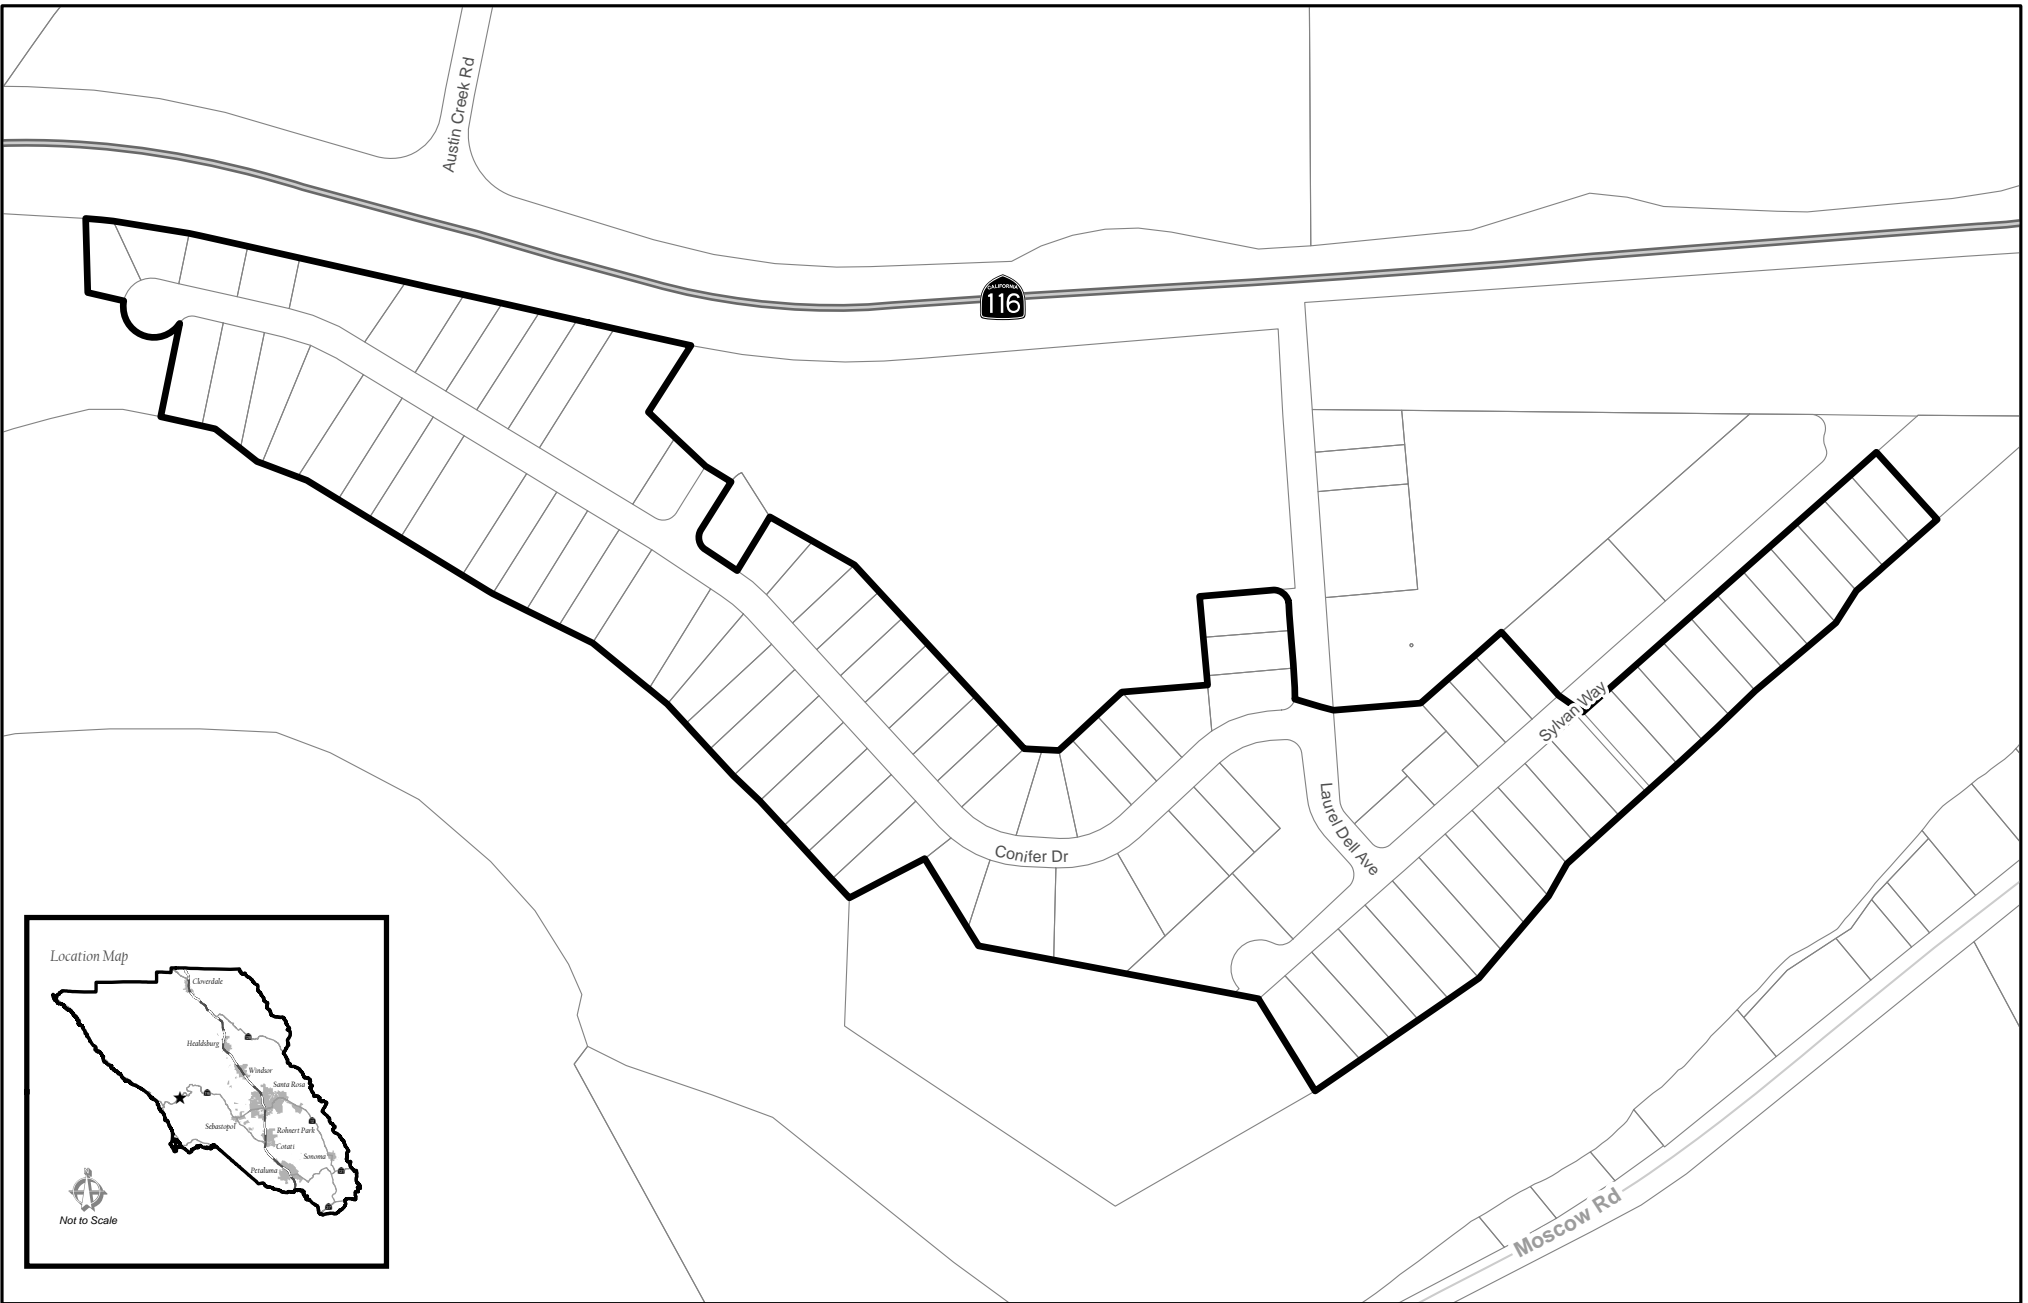 Austin Creek Rd
CALIFORNIA
116
Sylvan Way
Laurel Dell Ave
Conifer Dr
Moscow Rd
Location Map
Cloverdale
Healdsburg
Windsor
Santa Rosa
Sebastopol
Rohnert Park
Cotati
Sonoma
Petaluma
Not to Scale